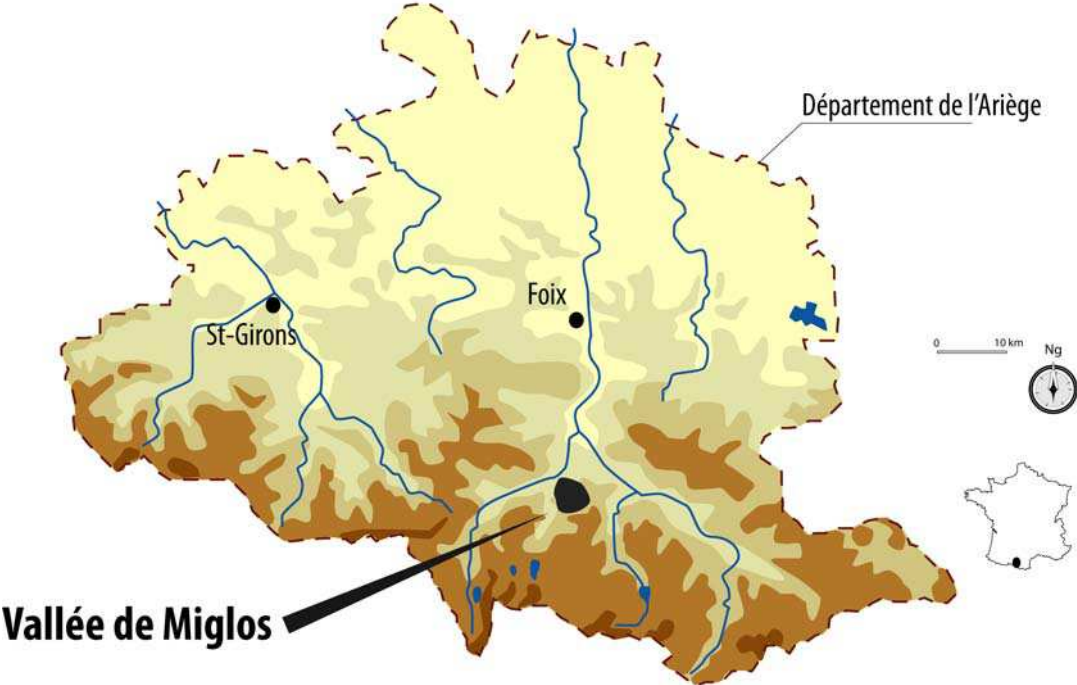 Département de l'Ariège
Foix
St-Girons
0 10 km
Ng
Vallée de Miglos